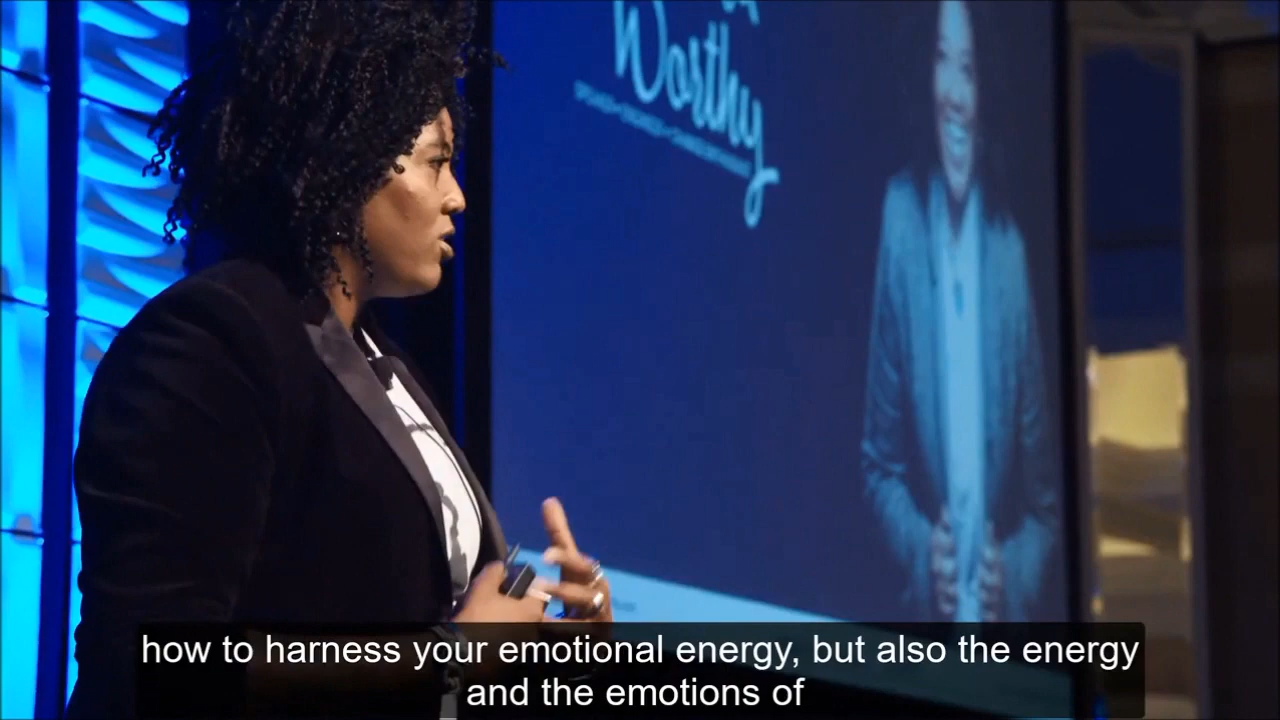 Worthy
how to harness your emotional energy, but also the energy
and the emotions of